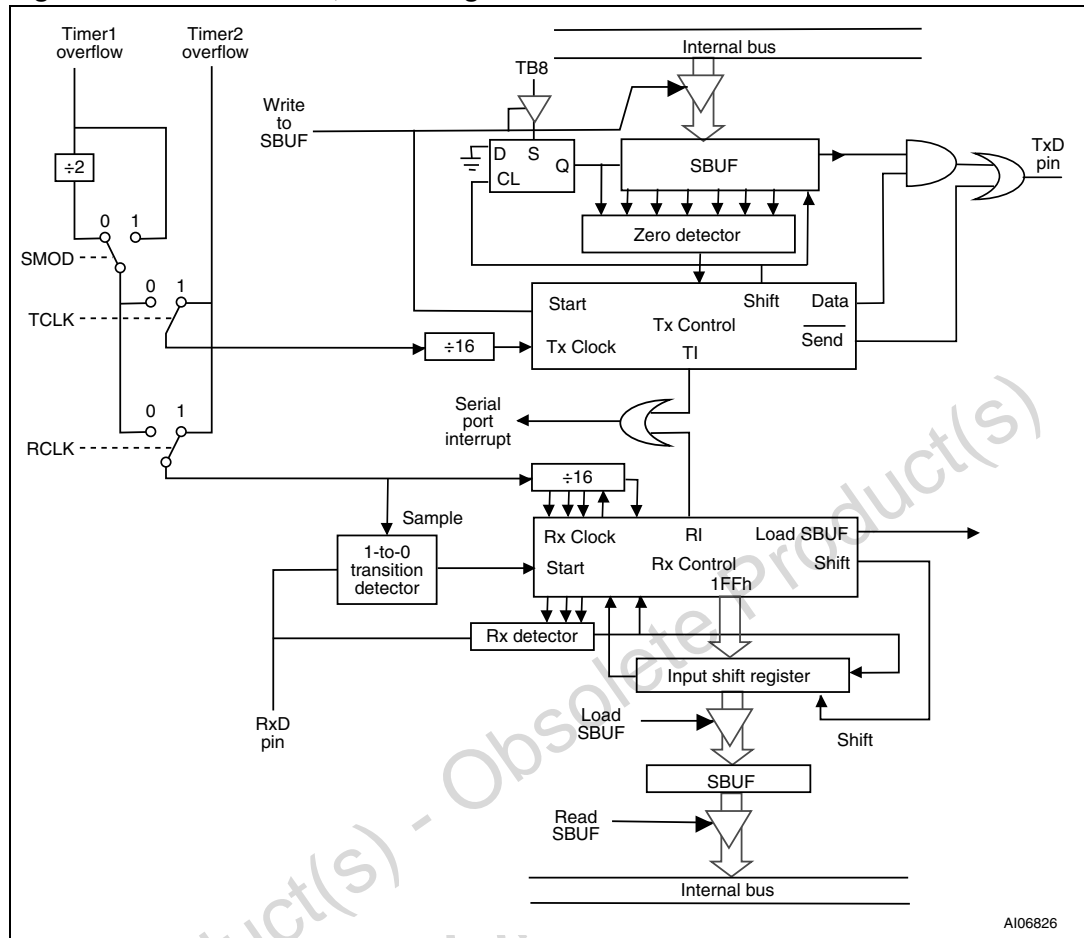 Timer1
overflow
Timer2
overflow
Internal bus
TB8
Write
to
SBUF
TxD
pin
÷2
D
S
Q
CL
SBUF
0
1
Zero detector
SMOD
0
1
Start
Shift
Data
TCLK
Tx Control
Send
÷16
Tx Clock
TI
0
1
Serial
port
interrupt
RCLK
÷16
Sample
1-to-0
transition
detector
Rx Clock
RI
Load SBUF
Start
Rx Control
Shift
1FFh
Rx detector
Input shift register
RxD
pin
Load
SBUF
Shift
SBUF
Read
SBUF
Internal bus
AI06826
Product(s) - Obsolete Product(s)